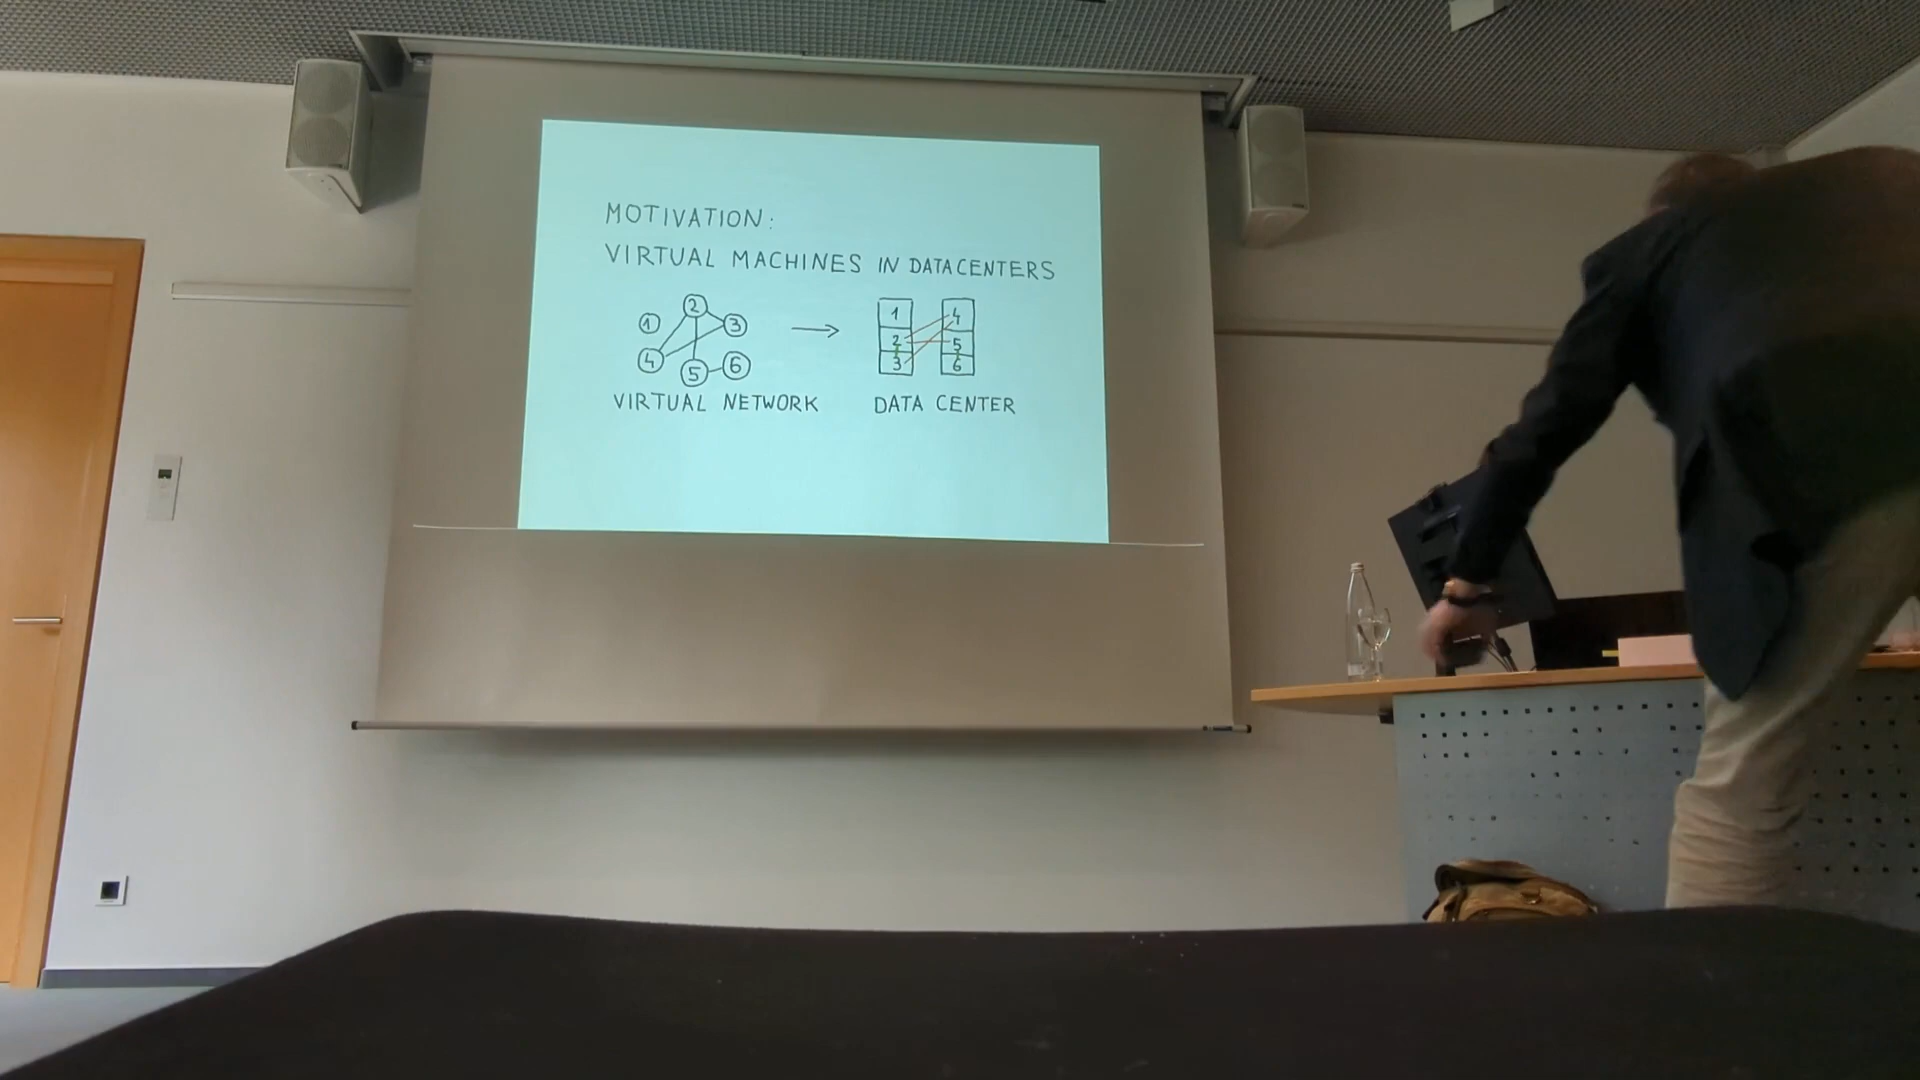 MOTIVATION:
VIRTUAL MACHINES IN DATACENTERS
1 2 3 4 5 6
1 2 3 4 5 6
VIRTUAL NETWORK DATA CENTER